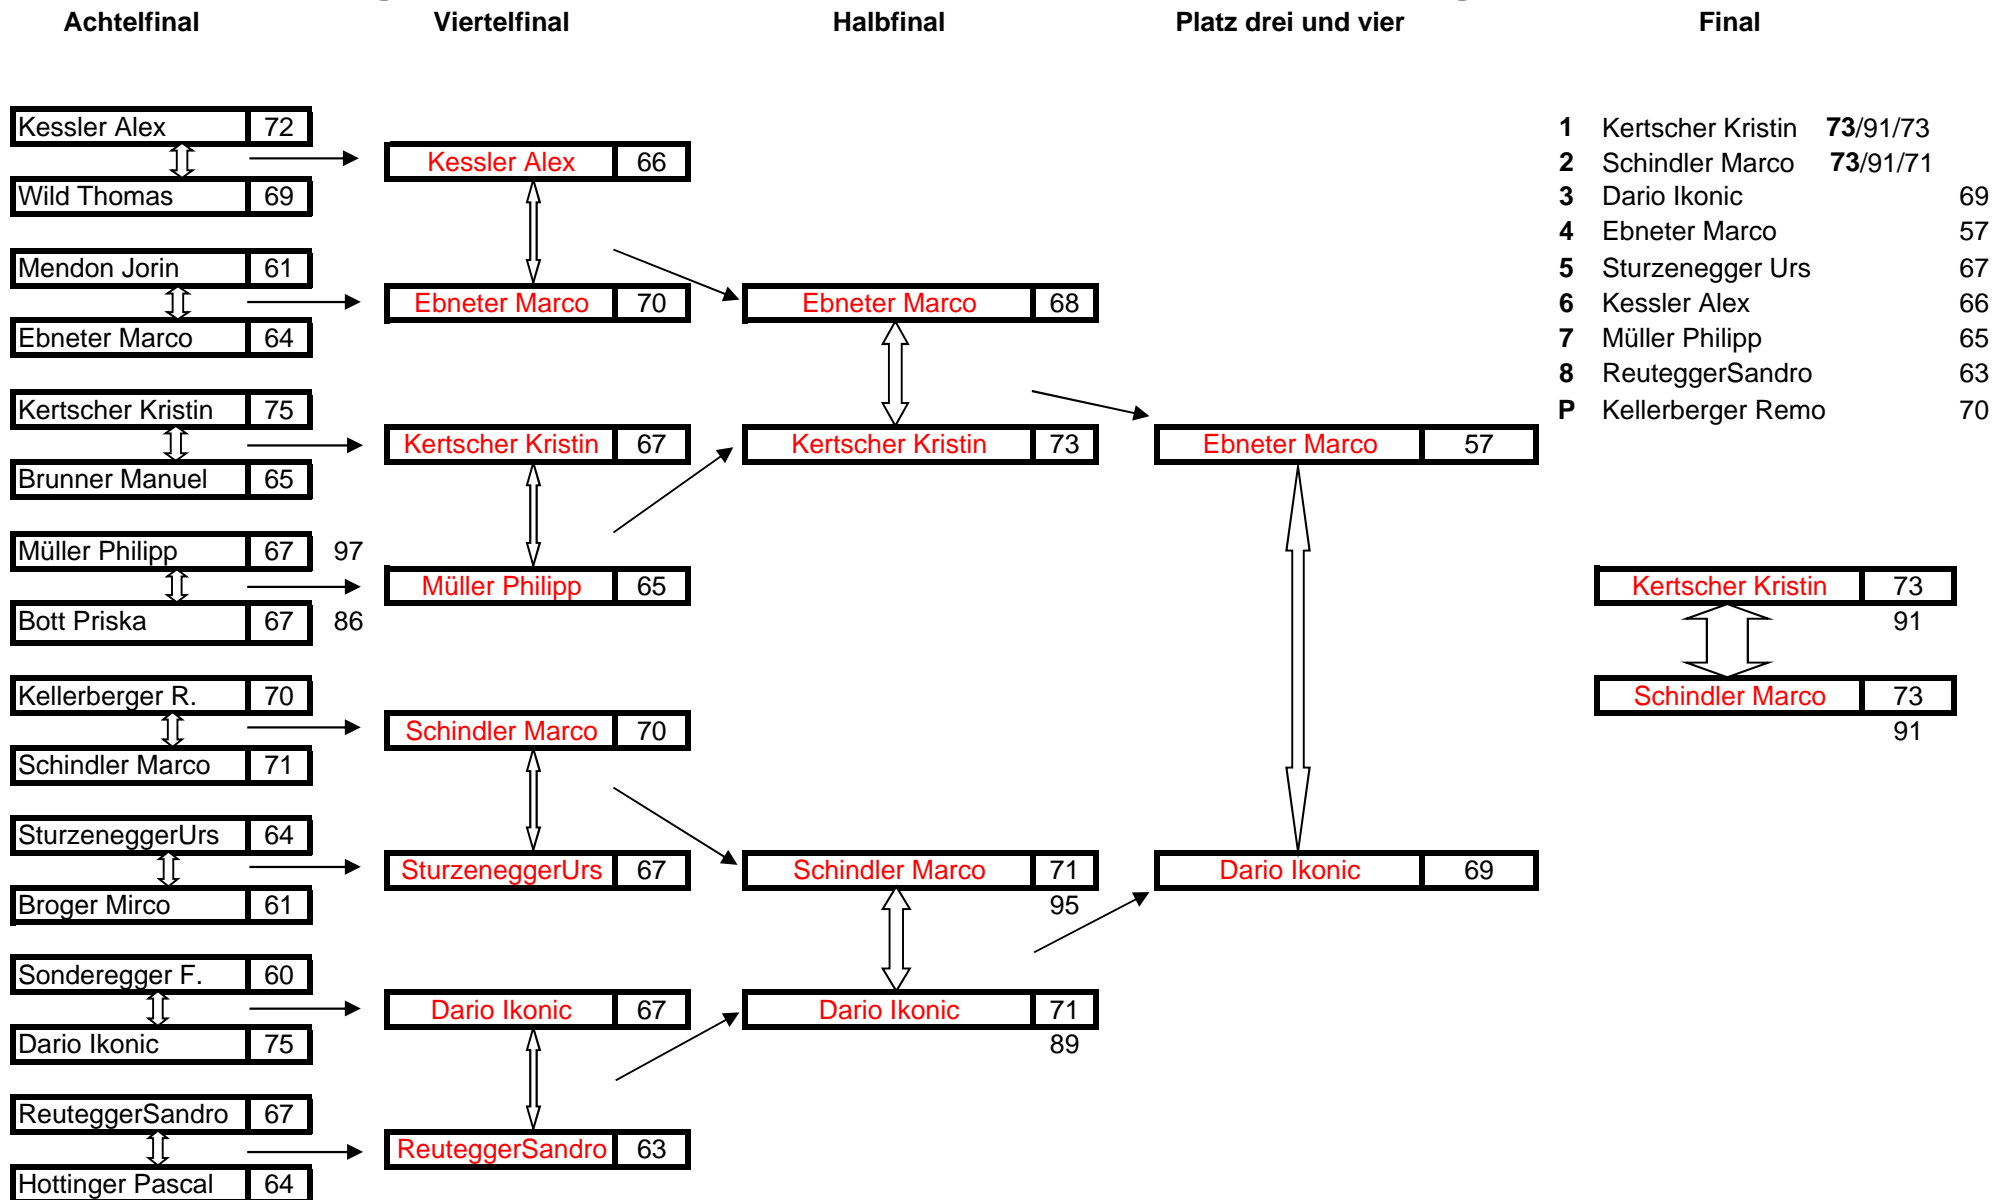 Achtelfinal Viertelfinal Halbfinal Platz drei und vier Final
Kessler Alex 72
Wild Thomas 69
Mendon Jorin 61
Ebneter Marco 64
Kertscher Kristin 75
Brunner Manuel 65
Müller Philipp 67 97
Bott Priska 67 86
Kellerberger R. 70
Schindler Marco 71
SturzeneggerUrs 64
Broger Mirco 61
Sonderegger F. 60
Dario Ikonic 75
ReuteggerSandro 67
Hottinger Pascal 64
Kessler Alex 66
Ebneter Marco 70
Kertscher Kristin 67
Müller Philipp 65
Schindler Marco 70
SturzeneggerUrs 67
Dario Ikonic 67
ReuteggerSandro 63
Ebneter Marco 68
Kertscher Kristin 73
Schindler Marco 71
95
Dario Ikonic 71
89
Ebneter Marco 57
Dario Ikonic 69
1 Kertscher Kristin 73/91/73
2 Schindler Marco 73/91/71
3 Dario Ikonic 69
4 Ebneter Marco 57
5 Sturzenegger Urs 67
6 Kessler Alex 66
7 Müller Philipp 65
8 ReuteggerSandro 63
P Kellerberger Remo 70
Kertscher Kristin 73
91
Schindler Marco 73
91